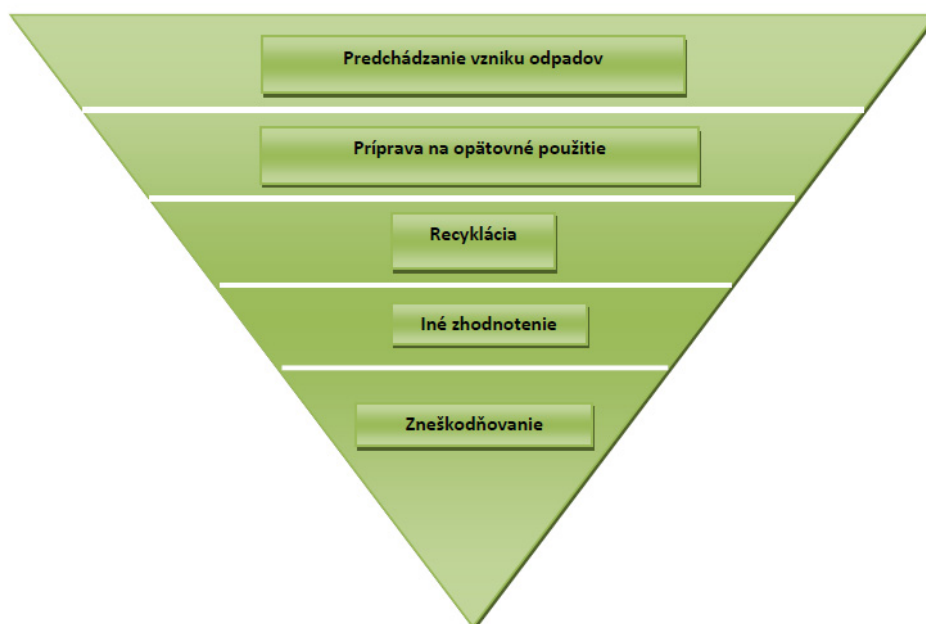 Predchádzanie vzniku odpadov
Príprava na opätovné použitie
Recyklácia
Iné zhodnotenie
Zneškodňovanie